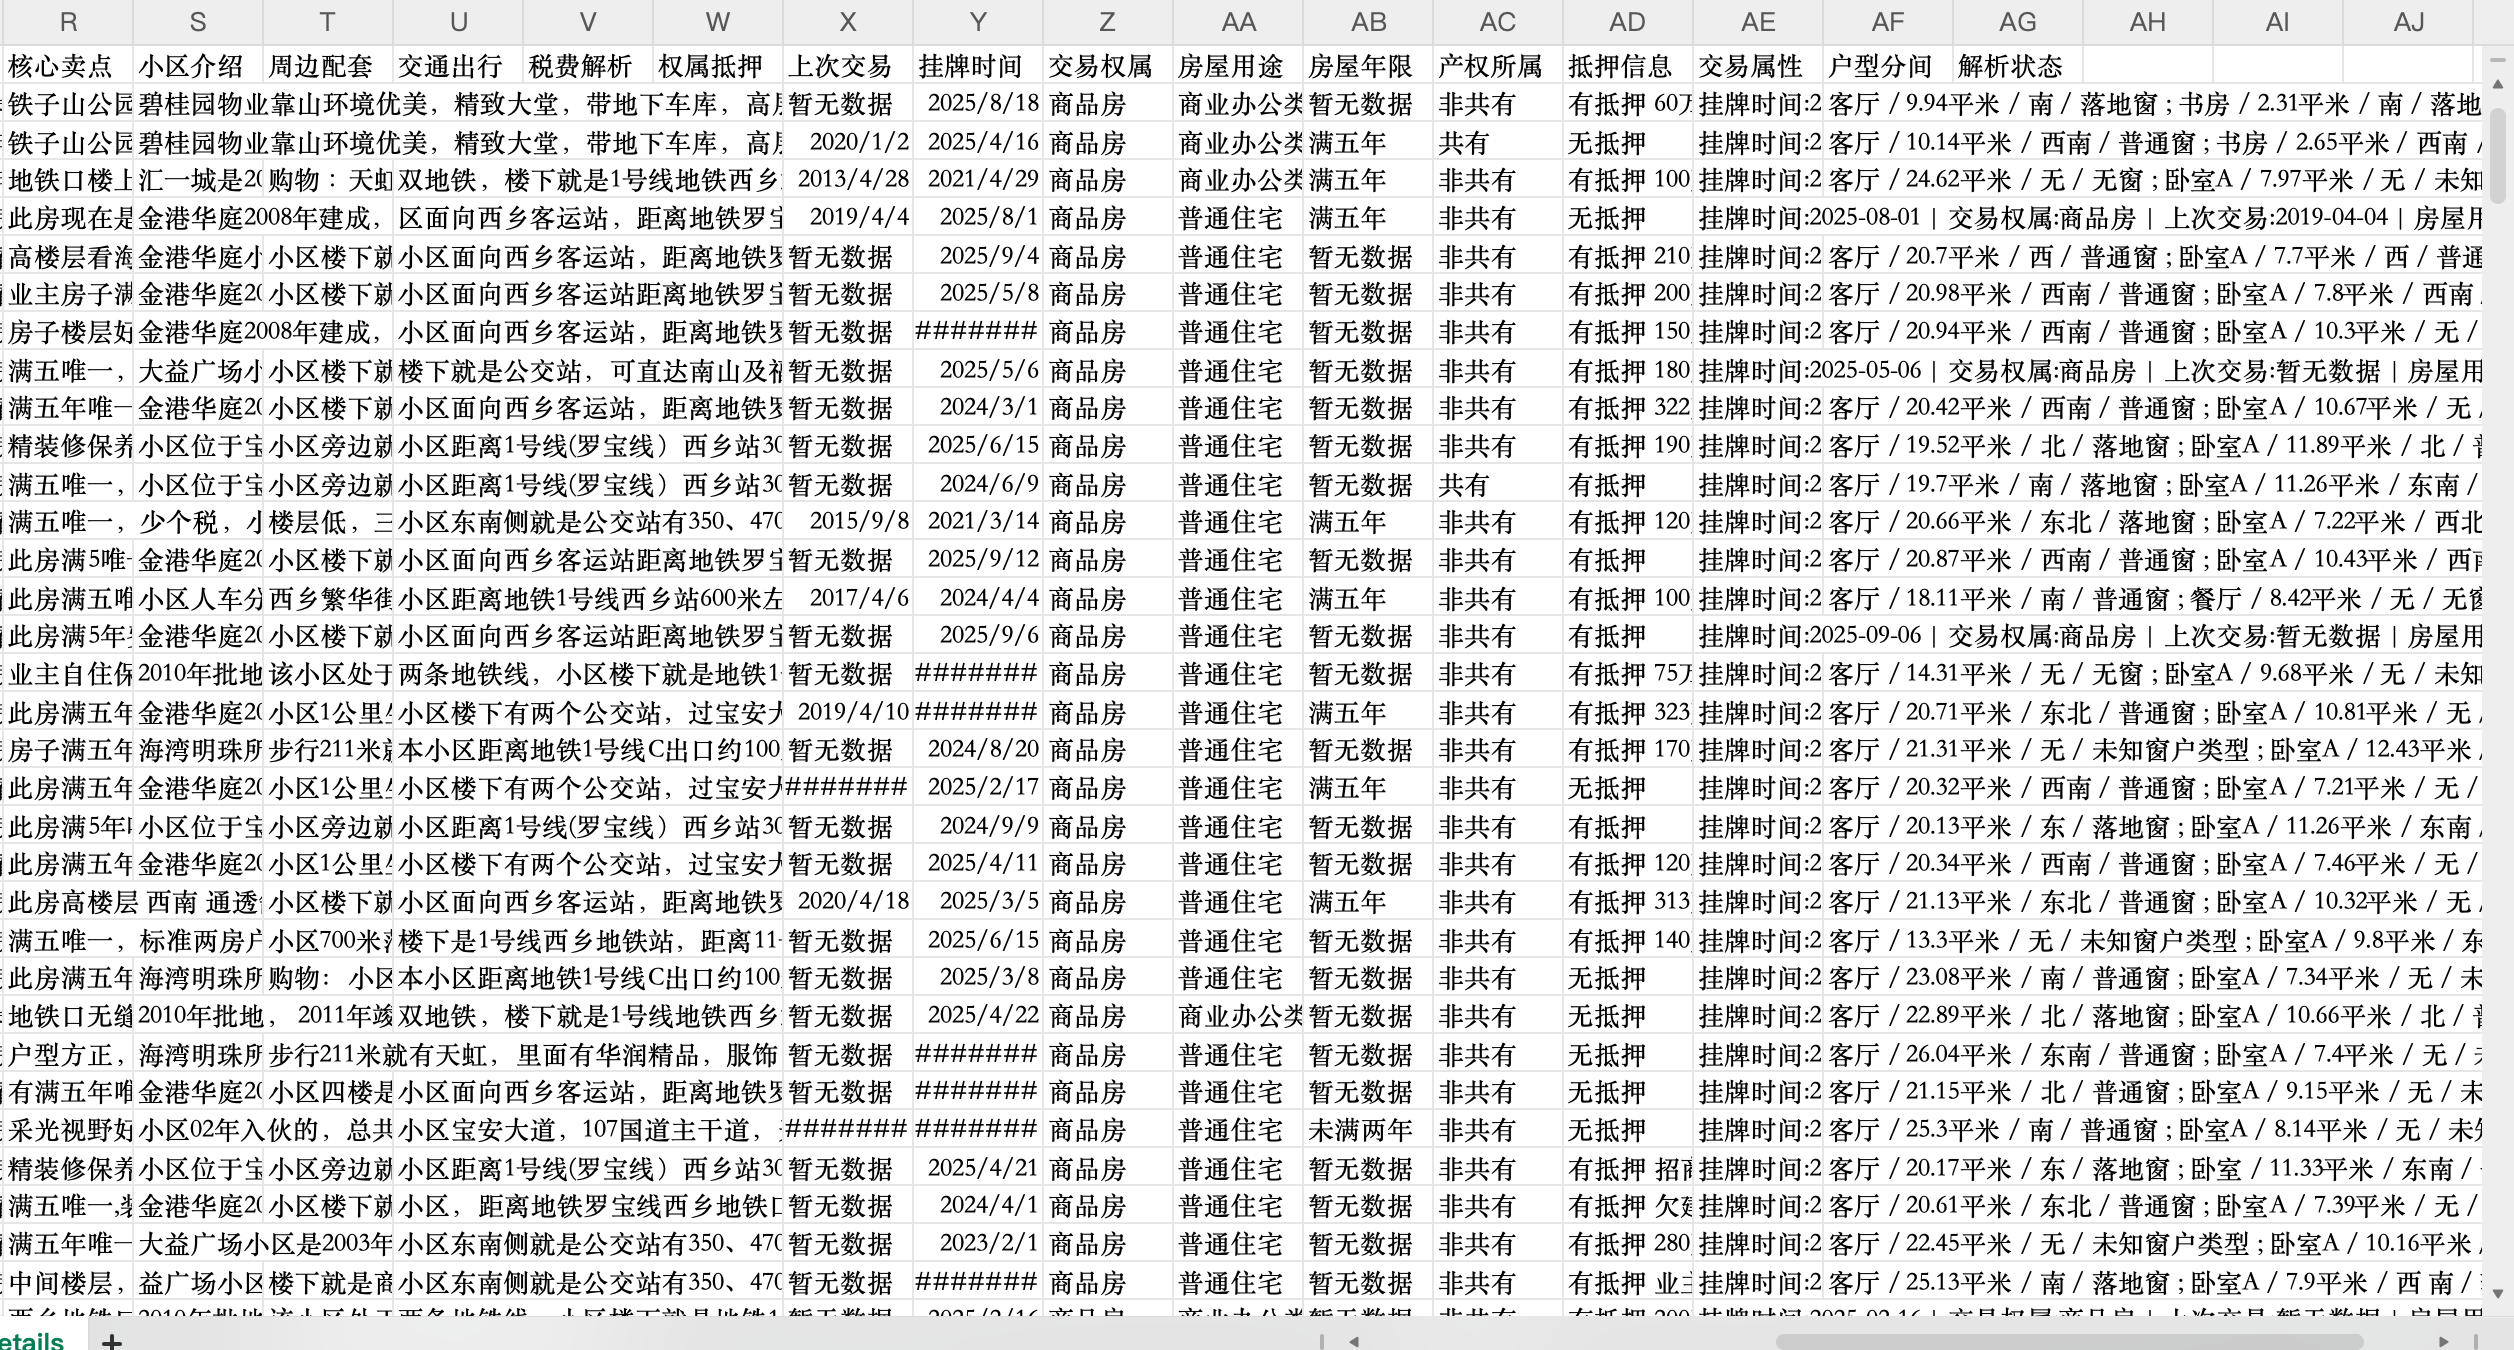 R S T U V W X Y Z AA AB AC AD AE AF AG AH AI AJ
核心卖点 小区介绍 周边配套 交通出行 税费解析 权属抵押 上次交易 挂牌时间 交易权属 房屋用途 房屋年限 产权所属 抵押信息 交易属性 户型分间 解析状态
铁子山公园 碧桂园物业靠山环境优美，精致大堂，带地下车库，高 暂无数据 2025/8/18 商品房 商业办公类 暂无数据 非共有 有抵押 60万 挂牌时间:2 客厅 / 9.94平米 / 南 / 落地窗 ; 书房 / 2.31平米 / 南 / 落地
铁子山公园 碧桂园物业靠山环境优美，精致大堂，带地下车库，高 2020/1/2 2025/4/16 商品房 商业办公类 满五年 共有 无抵押 挂牌时间:2 客厅 / 10.14平米 / 西南 / 普通窗 ; 书房 / 2.65平米 / 西南 /
地铁口楼上 汇一城是20 购物：天虹 双地铁，楼下就是1号线地铁西乡 2013/4/28 2021/4/29 商品房 商业办公类 满五年 非共有 有抵押 100 挂牌时间:2 客厅 / 24.62平米 / 无 / 无窗 ; 卧室A / 7.97平米 / 无 / 未知
此房现在是 金港华庭2008年建成， 区面向西乡客运站，距离地铁罗宝 2019/4/4 2025/8/1 商品房 普通住宅 满五年 非共有 无抵押 挂牌时间:2025-08-01 | 交易权属:商品房 | 上次交易:2019-04-04 | 房屋用
高楼层看海 金港华庭小 小区楼下就 小区面向西乡客运站，距离地铁罗 暂无数据 2025/9/4 商品房 普通住宅 暂无数据 非共有 有抵押 210 挂牌时间:2 客厅 / 20.7平米 / 西 / 普通窗 ; 卧室A / 7.7平米 / 西 / 普通
业主房子满 金港华庭20 小区楼下就 小区面向西乡客运站距离地铁罗宝 暂无数据 2025/5/8 商品房 普通住宅 暂无数据 非共有 有抵押 200 挂牌时间:2 客厅 / 20.98平米 / 西南 / 普通窗 ; 卧室A / 7.8平米 / 西南
房子楼层好 金港华庭2008年建成， 小区面向西乡客运站，距离地铁罗 暂无数据 ####### 商品房 普通住宅 暂无数据 非共有 有抵押 150 挂牌时间:2 客厅 / 20.94平米 / 西南 / 普通窗 ; 卧室A / 10.3平米 / 无 /
满五唯一， 大益广场小 小区楼下就 楼下就是公交站，可直达南山及福 暂无数据 2025/5/6 商品房 普通住宅 暂无数据 非共有 有抵押 180 挂牌时间:2025-05-06 | 交易权属:商品房 | 上次交易:暂无数据 | 房屋用
满五年唯一 金港华庭20 小区楼下就 小区面向西乡客运站，距离地铁罗 暂无数据 2024/3/1 商品房 普通住宅 暂无数据 非共有 有抵押 322 挂牌时间:2 客厅 / 20.42平米 / 西南 / 普通窗 ; 卧室A / 10.67平米 / 无 /
精装修保养 小区位于宝 小区旁边就 小区距离1号线(罗宝线）西乡站30 暂无数据 2025/6/15 商品房 普通住宅 暂无数据 非共有 有抵押 190 挂牌时间:2 客厅 / 19.52平米 / 北 / 落地窗 ; 卧室A / 11.89平米 / 北 / 普
满五唯一， 小区位于宝 小区旁边就 小区距离1号线(罗宝线）西乡站30 暂无数据 2024/6/9 商品房 普通住宅 暂无数据 共有 有抵押 挂牌时间:2 客厅 / 19.7平米 / 南 / 落地窗 ; 卧室A / 11.26平米 / 东南 /
满五唯一， 少个税，小 楼层低，三 小区东南侧就是公交站有350、470 2015/9/8 2021/3/14 商品房 普通住宅 满五年 非共有 有抵押 120 挂牌时间:2 客厅 / 20.66平米 / 东北 / 落地窗 ; 卧室A / 7.22平米 / 西北
此房满5唯一 金港华庭20 小区楼下就 小区面向西乡客运站距离地铁罗宝 暂无数据 2025/9/12 商品房 普通住宅 暂无数据 非共有 有抵押 挂牌时间:2 客厅 / 20.87平米 / 西南 / 普通窗 ; 卧室A / 10.43平米 / 西南
此房满五唯 小区人车分 西乡繁华街 小区距离地铁1号线西乡站600米左 2017/4/6 2024/4/4 商品房 普通住宅 满五年 非共有 有抵押 100 挂牌时间:2 客厅 / 18.11平米 / 南 / 普通窗 ; 餐厅 / 8.42平米 / 无 / 无窗
此房满5年 金港华庭20 小区楼下就 小区面向西乡客运站距离地铁罗宝 暂无数据 2025/9/6 商品房 普通住宅 暂无数据 非共有 有抵押 挂牌时间:2025-09-06 | 交易权属:商品房 | 上次交易:暂无数据 | 房屋用
业主自住保 2010年批地 该小区处于 两条地铁线，小区楼下就是地铁1 暂无数据 ####### 商品房 普通住宅 暂无数据 非共有 有抵押 75万 挂牌时间:2 客厅 / 14.31平米 / 无 / 无窗 ; 卧室A / 9.68平米 / 无 / 未知
此房满五年 金港华庭20 小区1公里 小区楼下有两个公交站，过宝安大 2019/4/10 ####### 商品房 普通住宅 满五年 非共有 有抵押 323 挂牌时间:2 客厅 / 20.71平米 / 东北 / 普通窗 ; 卧室A / 10.81平米 / 无 /
房子满五年 海湾明珠所 步行211米就 本小区距离地铁1号线C出口约100 暂无数据 2024/8/20 商品房 普通住宅 暂无数据 非共有 有抵押 170 挂牌时间:2 客厅 / 21.31平米 / 无 / 未知窗户类型 ; 卧室A / 12.43平米 /
此房满五年 金港华庭20 小区1公里 小区楼下有两个公交站，过宝安大 ####### 2025/2/17 商品房 普通住宅 满五年 非共有 无抵押 挂牌时间:2 客厅 / 20.32平米 / 西南 / 普通窗 ; 卧室A / 7.21平米 / 无 /
此房满5年 小区位于宝 小区旁边就 小区距离1号线(罗宝线）西乡站30 暂无数据 2024/9/9 商品房 普通住宅 暂无数据 非共有 有抵押 挂牌时间:2 客厅 / 20.13平米 / 东 / 落地窗 ; 卧室A / 11.26平米 / 东南 /
此房满五年 金港华庭20 小区1公里 小区楼下有两个公交站，过宝安大 暂无数据 2025/4/11 商品房 普通住宅 暂无数据 非共有 有抵押 120 挂牌时间:2 客厅 / 20.34平米 / 西南 / 普通窗 ; 卧室A / 7.46平米 / 无 /
此房高楼层 西南 通透 小区楼下就 小区面向西乡客运站，距离地铁罗 2020/4/18 2025/3/5 商品房 普通住宅 满五年 非共有 有抵押 313 挂牌时间:2 客厅 / 21.13平米 / 东北 / 普通窗 ; 卧室A / 10.32平米 / 无 /
满五唯一， 标准两房户 小区700米 楼下是1号线西乡地铁站，距离11 暂无数据 2025/6/15 商品房 普通住宅 暂无数据 非共有 有抵押 140 挂牌时间:2 客厅 / 13.3平米 / 无 / 未知窗户类型 ; 卧室A / 9.8平米 / 东
此房满五年 海湾明珠所 购物： 小区 本小区距离地铁1号线C出口约100 暂无数据 2025/3/8 商品房 普通住宅 暂无数据 非共有 无抵押 挂牌时间:2 客厅 / 23.08平米 / 南 / 普通窗 ; 卧室A / 7.34平米 / 无 / 未
地铁口无缝 2010年批地， 2011年竣 双地铁，楼下就是1号线地铁西乡 暂无数据 2025/4/22 商品房 商业办公类 暂无数据 非共有 无抵押 挂牌时间:2 客厅 / 22.89平米 / 北 / 落地窗 ; 卧室A / 10.66平米 / 北 / 普
户型方正， 海湾明珠所 步行211米就有天虹，里面有华润精品，服饰 暂无数据 ####### 商品房 普通住宅 暂无数据 非共有 无抵押 挂牌时间:2 客厅 / 26.04平米 / 东南 / 普通窗 ; 卧室A / 7.4平米 / 无 /
有满五年唯 金港华庭20 小区四楼是 小区面向西乡客运站，距离地铁罗 暂无数据 ####### 商品房 普通住宅 暂无数据 非共有 无抵押 挂牌时间:2 客厅 / 21.15平米 / 北 / 普通窗 ; 卧室A / 9.15平米 / 无 / 未
采光视野好 小区02年入伙的，总共 小区宝安大道，107国道主干道， ####### ####### 商品房 普通住宅 未满两年 非共有 无抵押 挂牌时间:2 客厅 / 25.3平米 / 南 / 普通窗 ; 卧室A / 8.14平米 / 无 / 未知
精装修保养 小区位于宝 小区旁边就 小区距离1号线(罗宝线）西乡站30 暂无数据 2025/4/21 商品房 普通住宅 暂无数据 非共有 有抵押 招商 挂牌时间:2 客厅 / 20.17平米 / 东 / 落地窗 ; 卧室 / 11.33平米 / 东南 /
满五唯一, 金港华庭20 小区楼下就 小区，距离地铁罗宝线西乡地铁口 暂无数据 2024/4/1 商品房 普通住宅 暂无数据 非共有 有抵押 欠建 挂牌时间:2 客厅 / 20.61平米 / 东北 / 普通窗 ; 卧室A / 7.39平米 / 无 /
满五年唯一 大益广场小区是2003年 小区东南侧就是公交站有350、470 暂无数据 2023/2/1 商品房 普通住宅 暂无数据 非共有 有抵押 280 挂牌时间:2 客厅 / 22.45平米 / 无 / 未知窗户类型 ; 卧室A / 10.16平米
中间楼层， 益广场小区 楼下就是商 小区东南侧就是公交站有350、470 暂无数据 ####### 商品房 普通住宅 暂无数据 非共有 有抵押 业主 挂牌时间:2 客厅 / 25.13平米 / 南 / 落地窗 ; 卧室A / 7.9平米 / 西 南 /
etails +